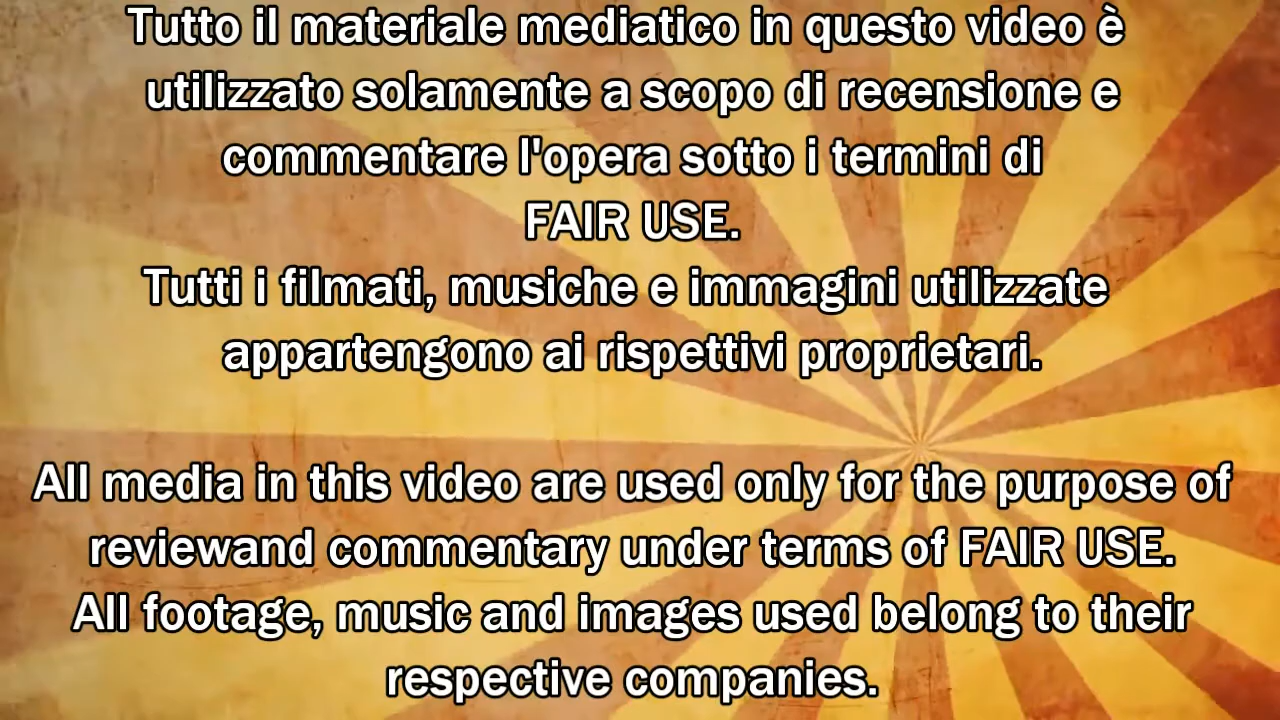 Tutto il materiale mediatico in questo video è
utilizzato solamente a scopo di recensione e
commentare l'opera sotto i termini di
FAIR USE.
Tutti i filmati, musiche e immagini utilizzate
appartengono ai rispettivi proprietari.
All media in this video are used only for the purpose of
reviewand commentary under terms of FAIR USE.
All footage, music and images used belong to their
respective companies.